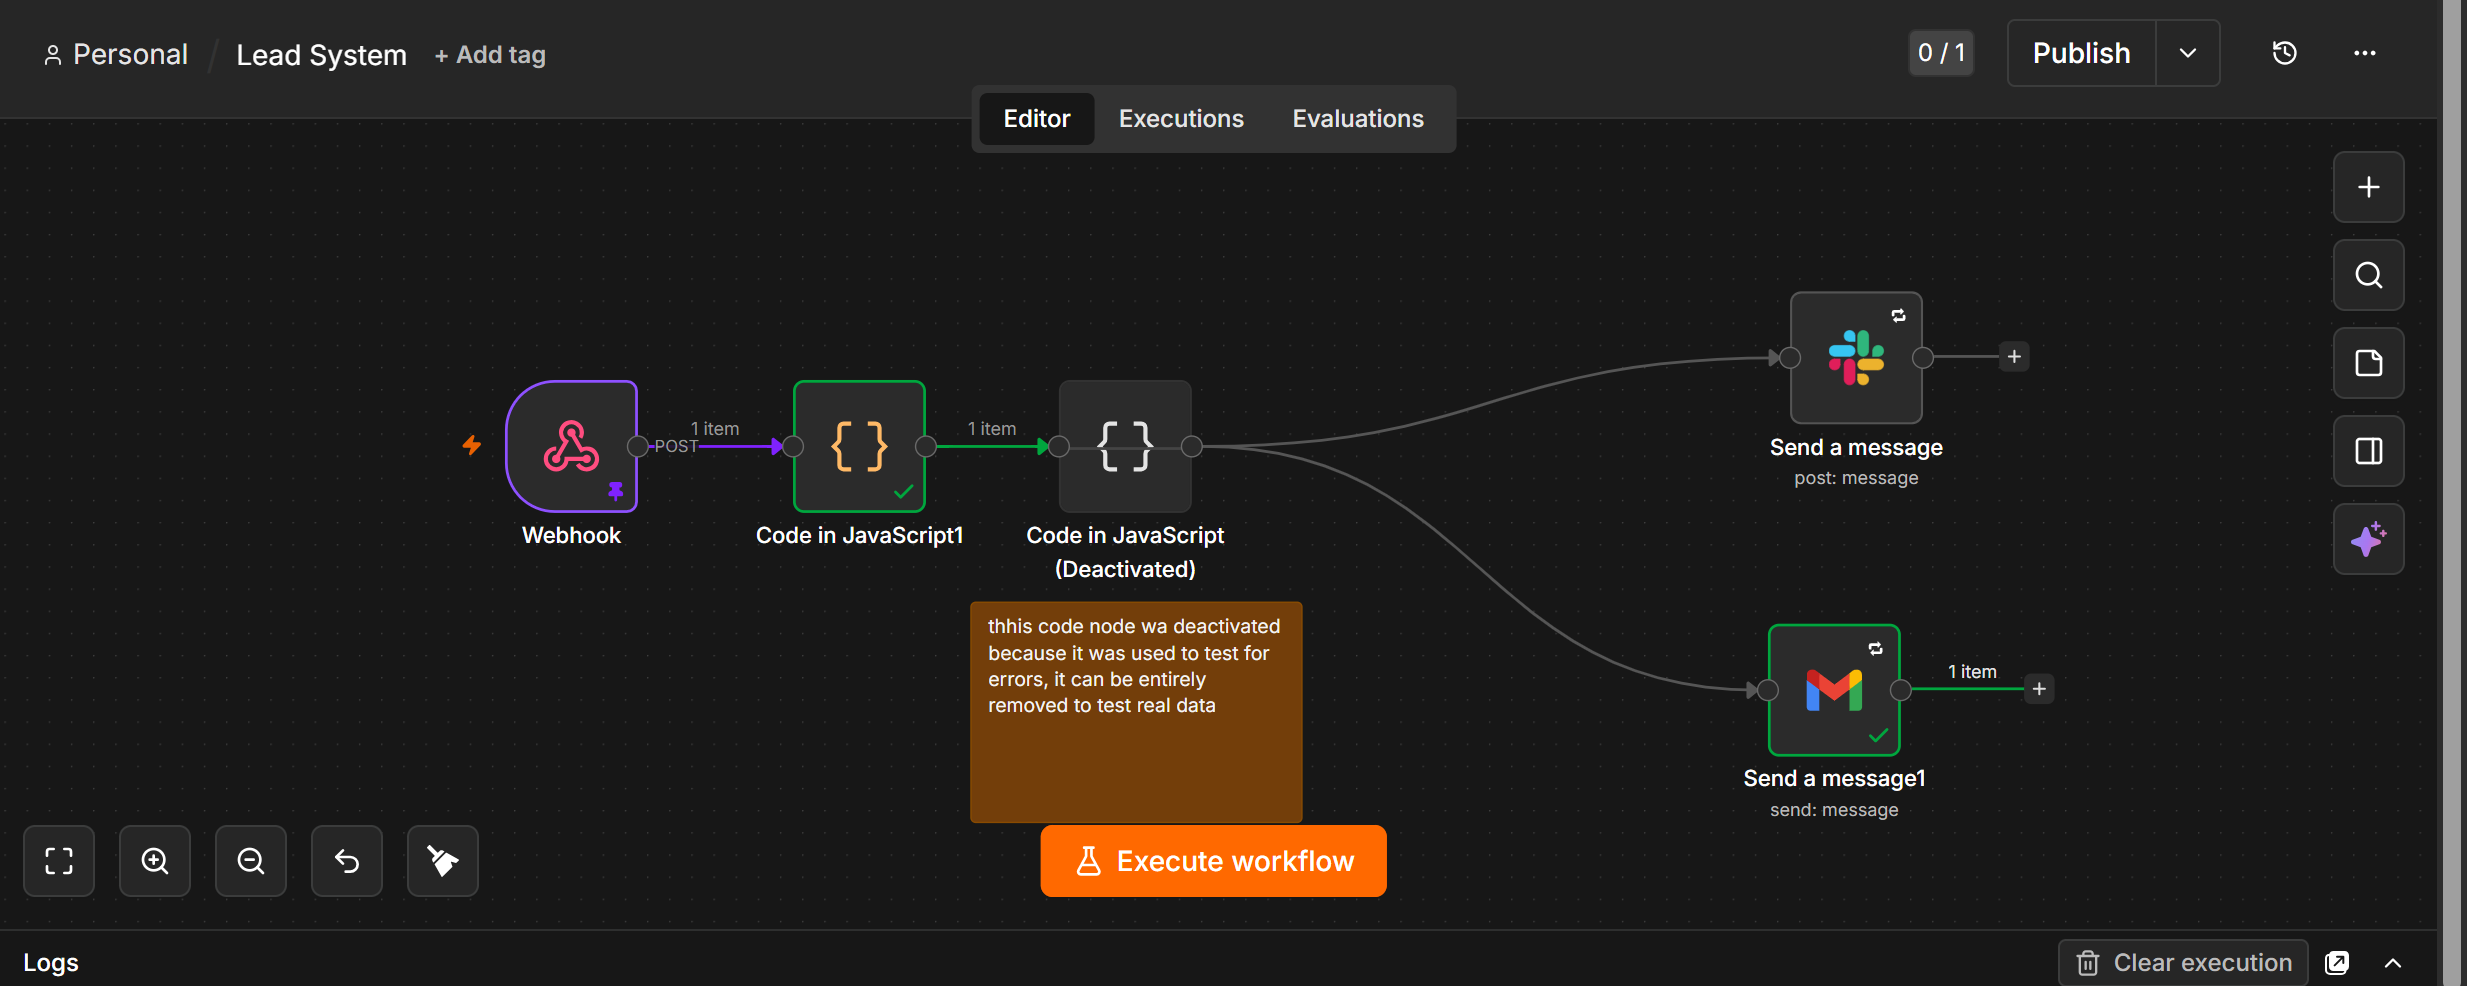 Personal / Lead System + Add tag
0 / 1 Publish
Editor Executions Evaluations
1 item
POST
1 item
Webhook
Code in JavaScript1
Code in JavaScript
(Deactivated)
thhis code node wa deactivated
because it was used to test for
errors, it can be entirely
removed to test real data
Send a message
post: message
1 item
Send a message1
send: message
Execute workflow
Logs
Clear execution